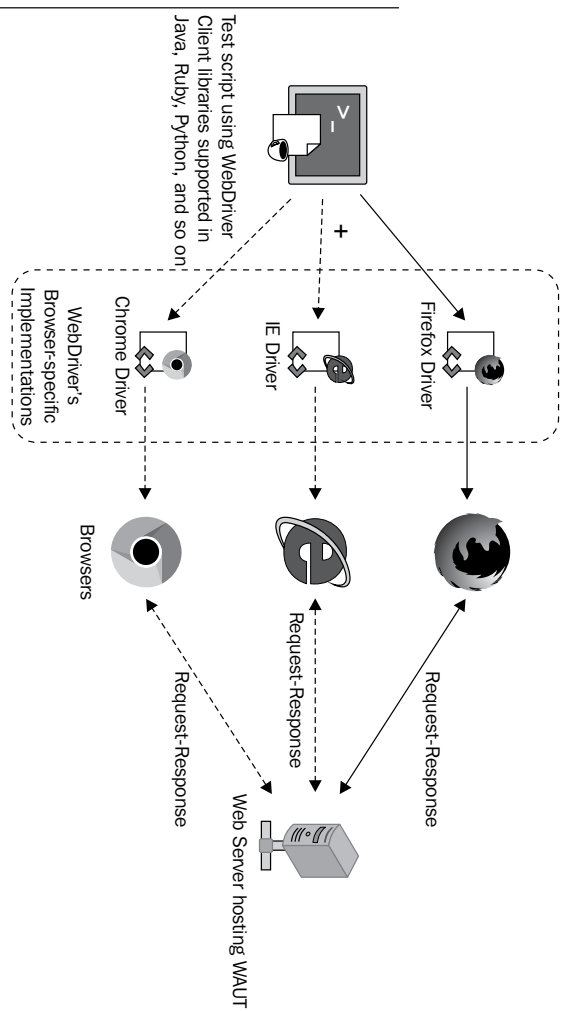 Test script using WebDriver
Client libraries supported in
Java, Ruby, Python, and so on
>_
+
Firefox Driver
IE Driver
Chrome Driver
WebDriver's
Browser-specific
Implementations
Browsers
Request-Response
Request-Response
Request-Response
Web Server hosting WAUT